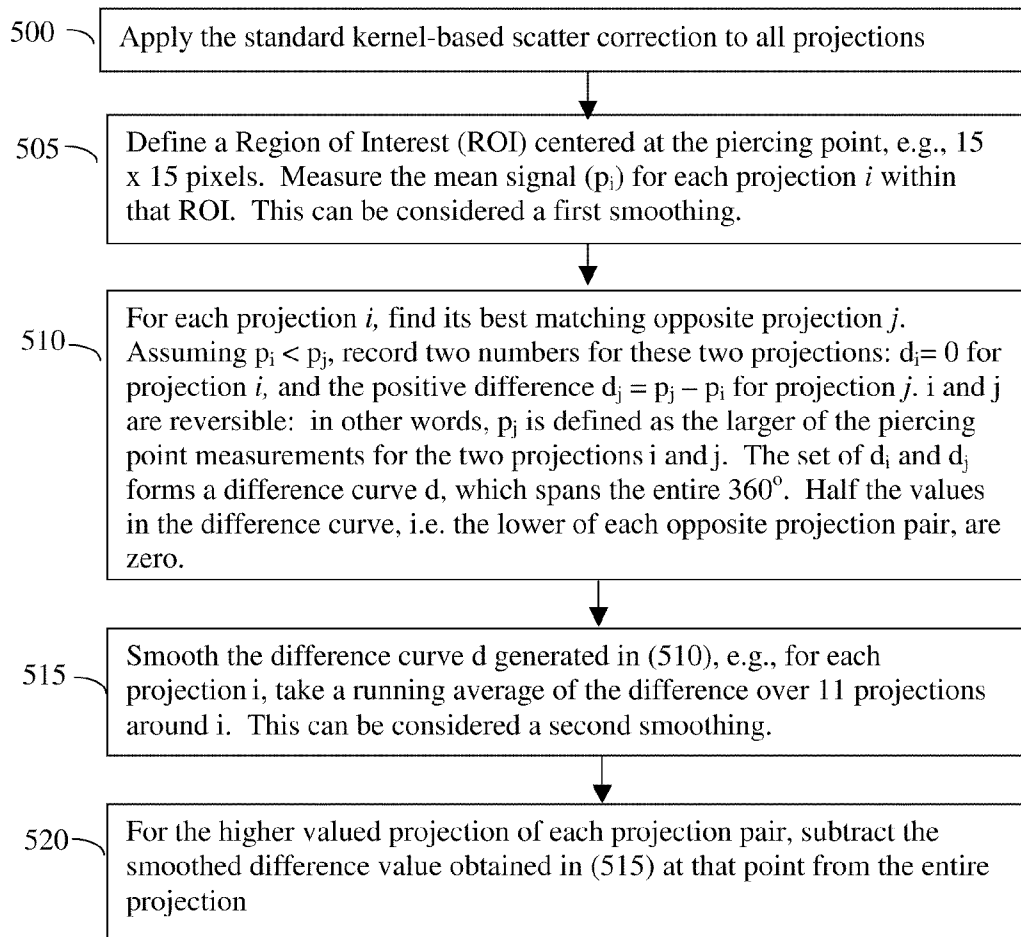 500
Apply the standard kernel-based scatter correction to all projections
505
Define a Region of Interest (ROI) centered at the piercing point, e.g., 15
x 15 pixels.  Measure the mean signal (pᵢ) for each projection i within
that ROI.  This can be considered a first smoothing.
510
For each projection i, find its best matching opposite projection j.
Assuming pᵢ < pⱼ, record two numbers for these two projections: dᵢ= 0 for
projection i, and the positive difference dⱼ = pⱼ – pᵢ for projection j. i and j
are reversible:  in other words, pⱼ is defined as the larger of the piercing
point measurements for the two projections i and j.  The set of dᵢ and dⱼ
forms a difference curve d, which spans the entire 360°.  Half the values
in the difference curve, i.e. the lower of each opposite projection pair, are
zero.
515
Smooth the difference curve d generated in (510), e.g., for each
projection i, take a running average of the difference over 11 projections
around i.  This can be considered a second smoothing.
520
For the higher valued projection of each projection pair, subtract the
smoothed difference value obtained in (515) at that point from the entire
projection